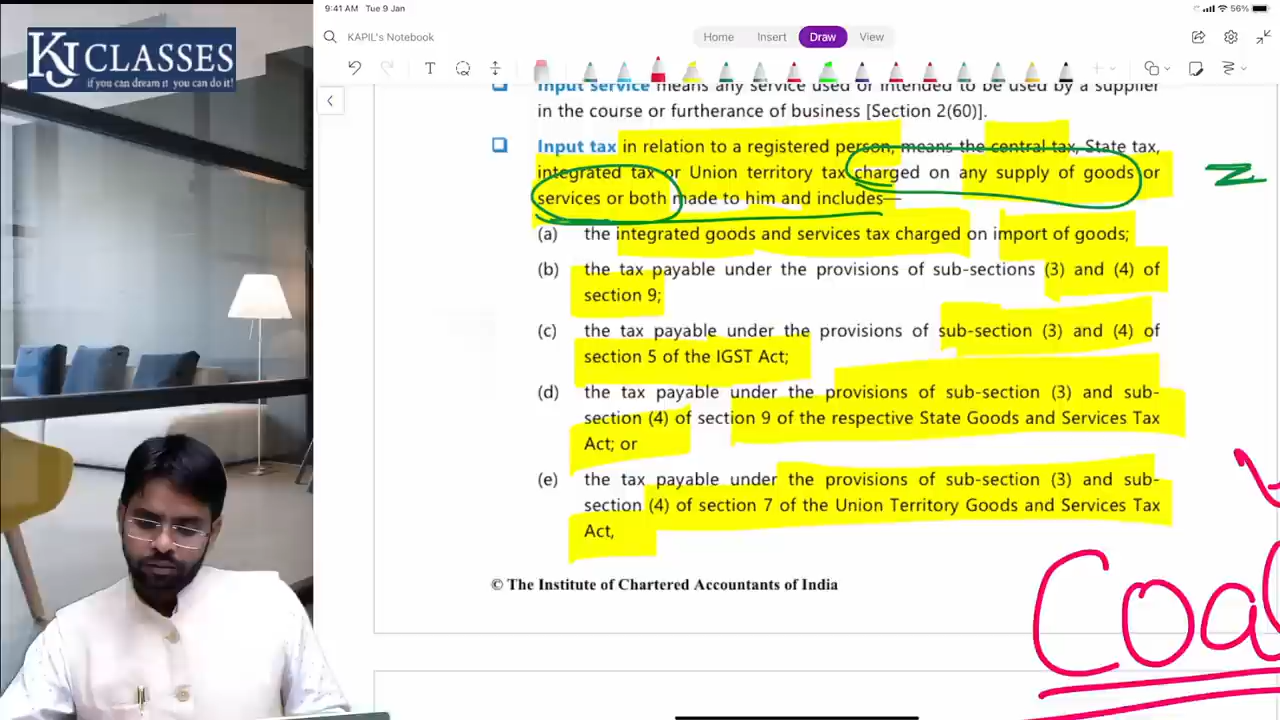 9:41 AM Tue 9 Jan
56%
KJ CLASSES
if you can dream it you can do it!
KAPIL's Notebook
Home Insert Draw View
Input service means any service used or intended to be used by a supplier
in the course or furtherance of business [Section 2(60)].
Input tax in relation to a registered person, means the central tax, State tax,
integrated tax or Union territory tax charged on any supply of goods or
services or both made to him and includes—
(a) the integrated goods and services tax charged on import of goods;
(b) the tax payable under the provisions of sub-sections (3) and (4) of
section 9;
(c) the tax payable under the provisions of sub-section (3) and (4) of
section 5 of the IGST Act;
(d) the tax payable under the provisions of sub-section (3) and sub-
section (4) of section 9 of the respective State Goods and Services Tax
Act; or
(e) the tax payable under the provisions of sub-section (3) and sub-
section (4) of section 7 of the Union Territory Goods and Services Tax
Act,
© The Institute of Chartered Accountants of India
Coal